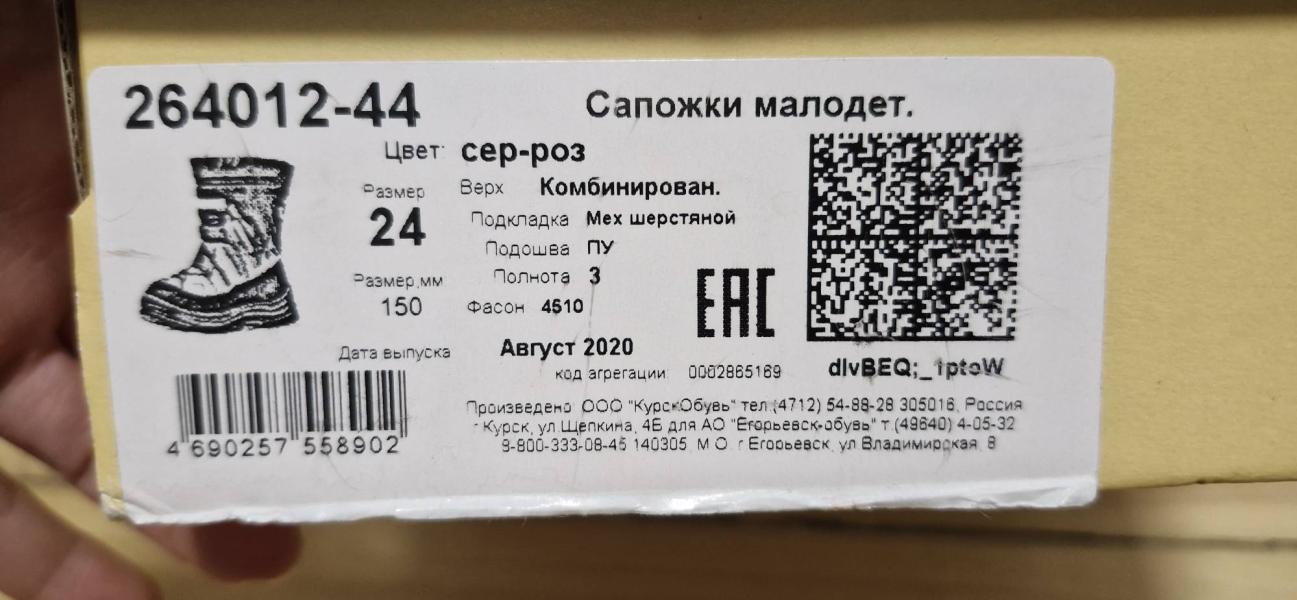 264012-44
Сапожки малодет.
Цвет: сер-роз
Размер
24
Верх Комбинирован.
Подкладка Мех шерстяной
Подошва ПУ
Размер,мм
150
Полнота 3
Фасон 4510
EAC
Дата выпуска Август 2020
код агрегации 0002865169
dlvBEQ;_1ptoW
4 690257 558902
Произведено ООО "КурскОбувь" тел.(4712) 54-88-28 305016, Россия
г Курск, ул.Щепкина, 4Б для АО "Егорьевск-обувь" т.(49640) 4-05-32
8-800-333-08-45 140305, М.О. г Егорьевск, ул Владимирская, 8